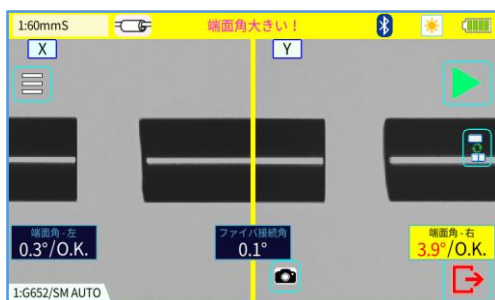 1:60mmS
端面角大きい！
X
Y
端面角-左
0.3°/O.K.
ファイバ接続角
0.1°
端面角-右
3.9°/O.K.
1:G652/SM AUTO